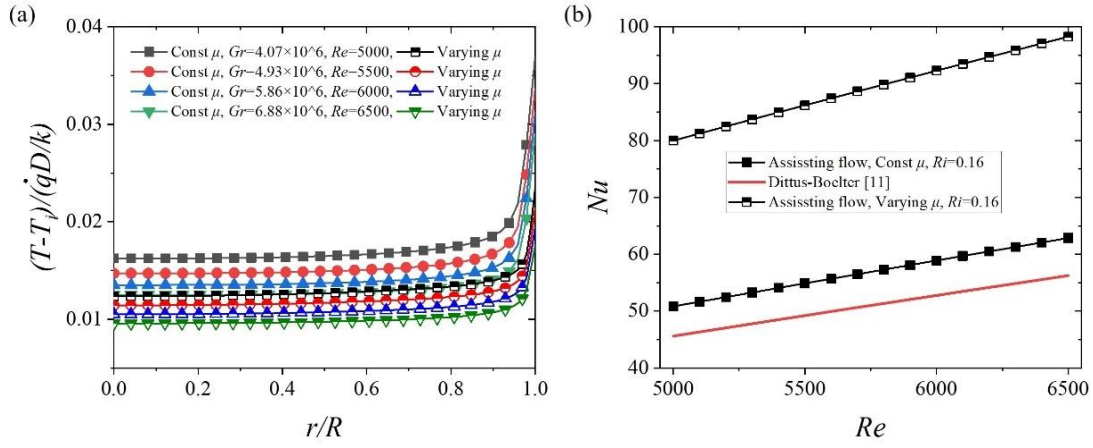 (a)
0.04
0.03
0.02
0.01
(T-Ti)/(q̇D/k)
Const μ, Gr=4.07×10^6, Re=5000, Varying μ
Const μ, Gr=4.93×10^6, Re=5500, Varying μ
Const μ, Gr=5.86×10^6, Re=6000, Varying μ
Const μ, Gr=6.88×10^6, Re=6500, Varying μ
0.0 0.2 0.4 0.6 0.8 1.0
r/R
(b)
100
90
80
70
60
50
40
Nu
Assissting flow, Const μ, Ri=0.16
Dittus-Boelter [11]
Assissting flow, Varying μ, Ri=0.16
5000 5500 6000 6500
Re